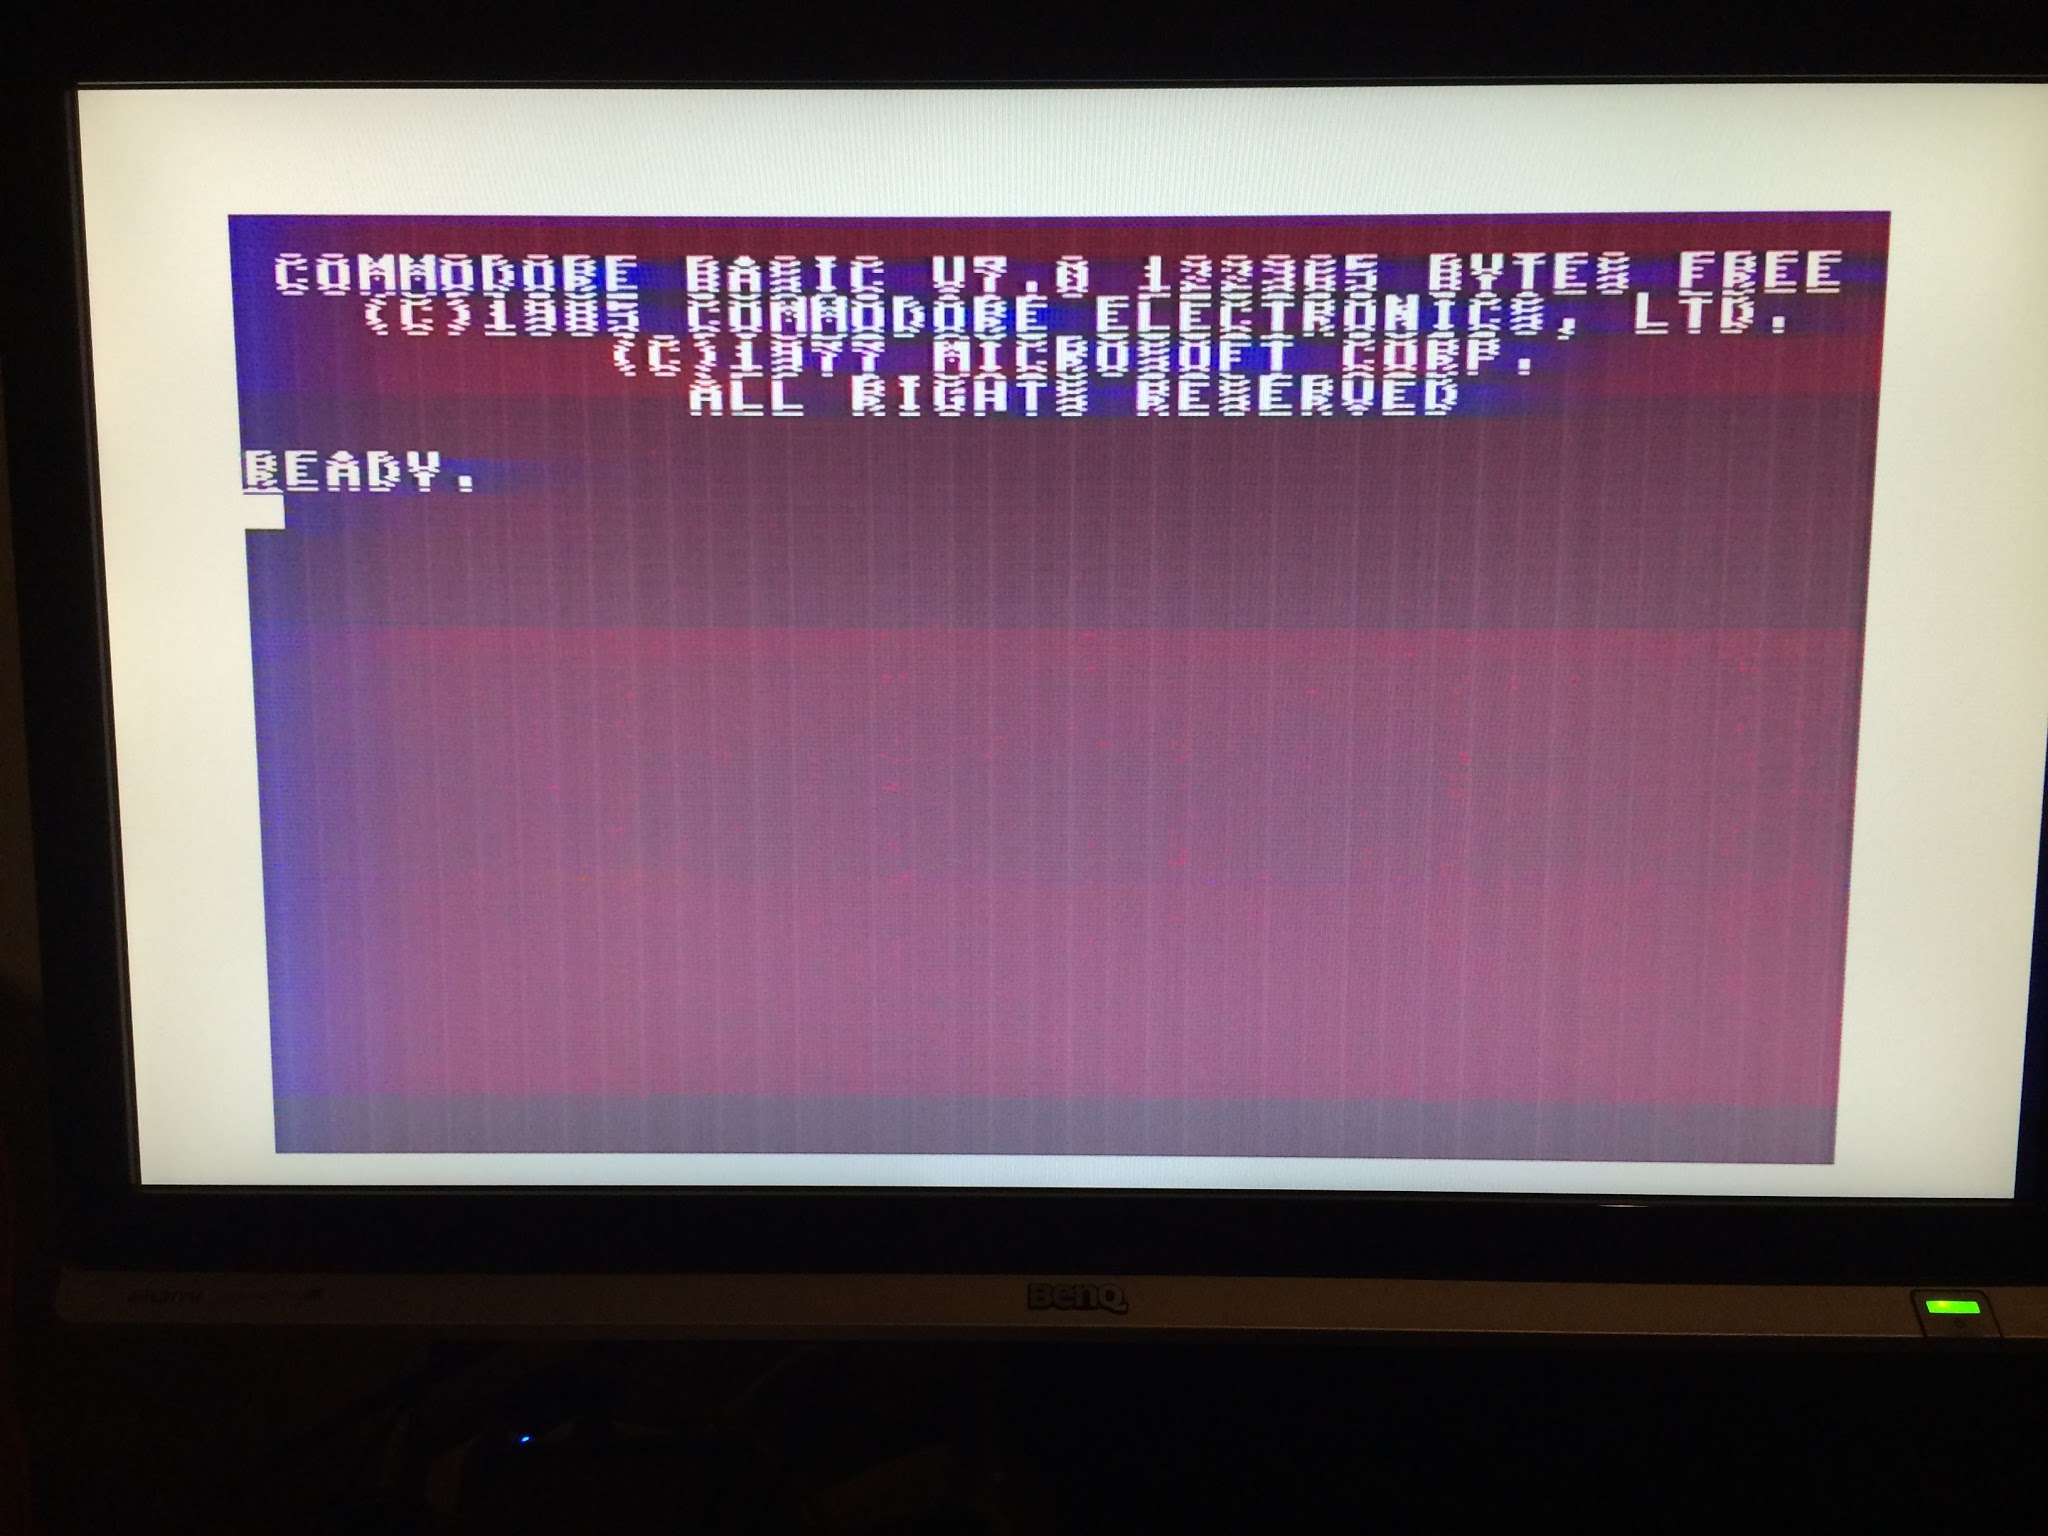 COMMODORE BASIC V7.0 122365 BYTES FREE
(C)1985 COMMODORE ELECTRONICS, LTD.
(C)1977 MICROSOFT CORP.
ALL RIGHTS RESERVED
READY.
BenQ